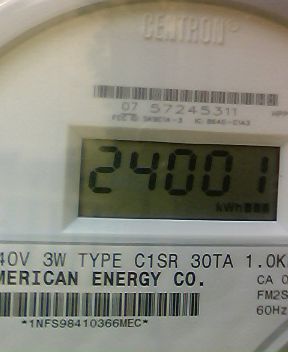 CENTRON®
07 57245311
24001
kWh
40V 3W TYPE C1SR 30TA 1.0K
MERICAN ENERGY CO.
CA 0
FM2S
60Hz
*1NFS98410366MEC*